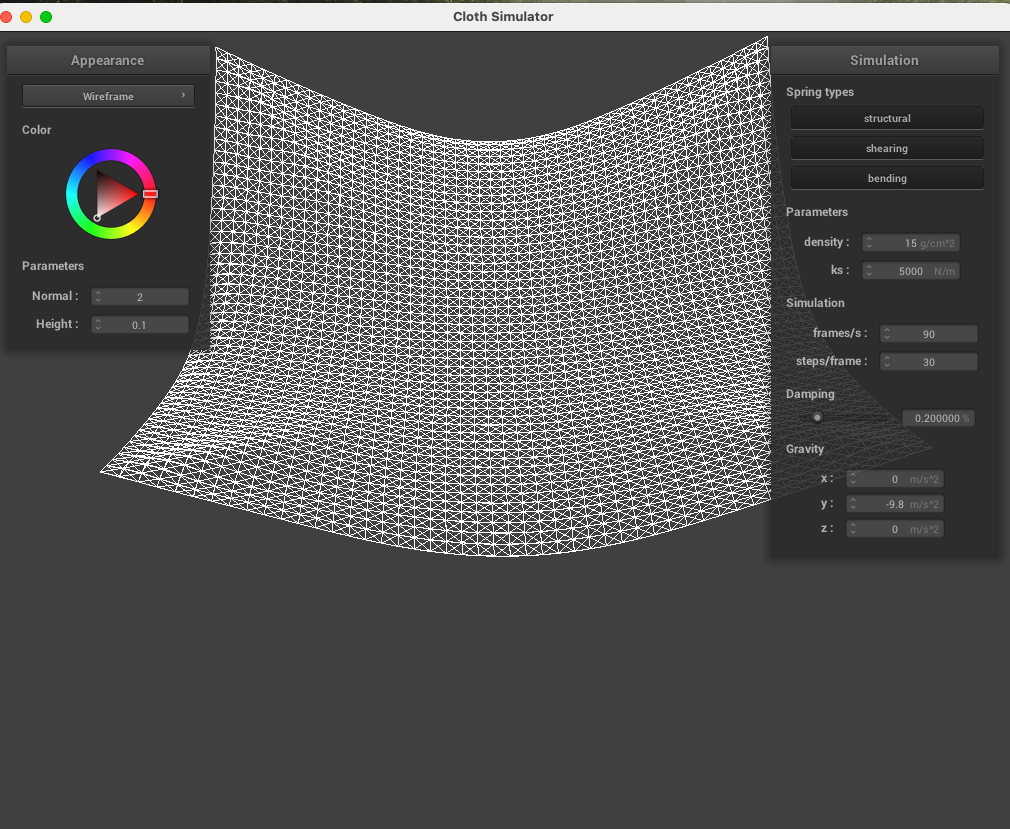 Cloth Simulator
Appearance
Wireframe
Color
Parameters
Normal : 2
Height : 0.1
Simulation
Spring types
structural
shearing
bending
Parameters
density : 15 g/cm^2
ks : 5000 N/m
Simulation
frames/s : 90
steps/frame : 30
Damping
0.200000 %
Gravity
x : 0 m/s^2
y : -9.8 m/s^2
z : 0 m/s^2